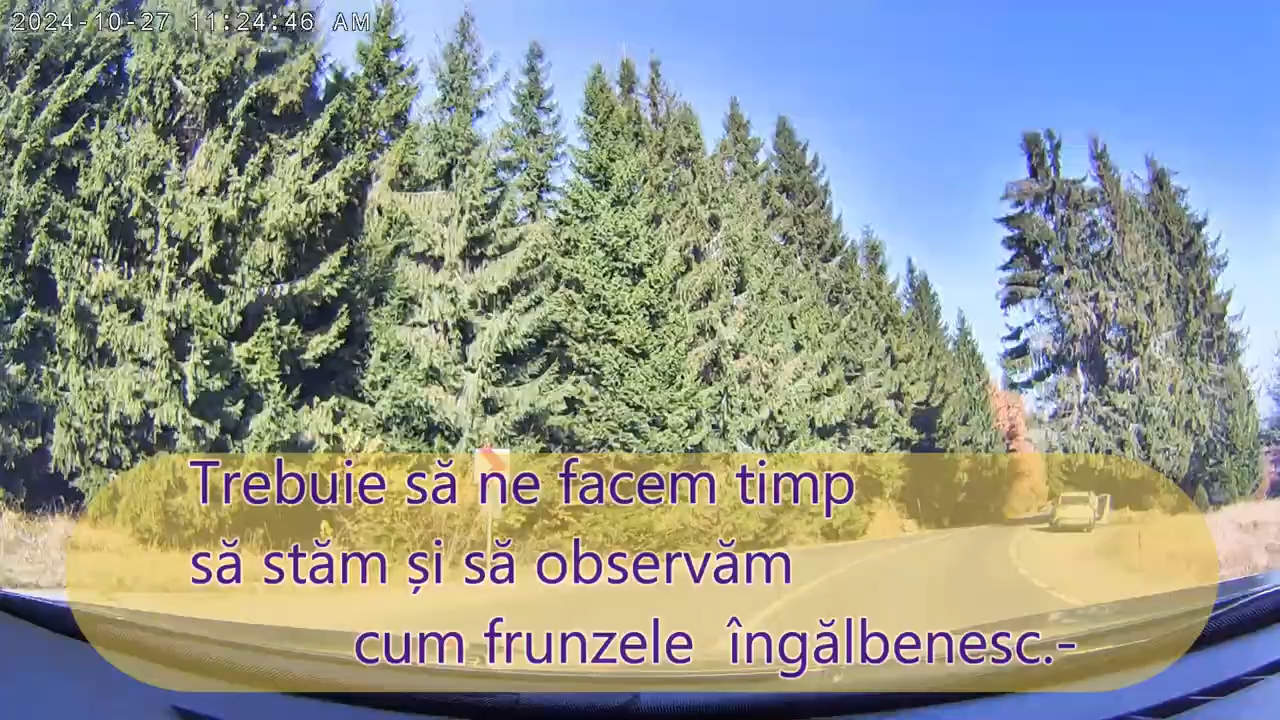 2024-10-27 11:24:46 AM
Trebuie să ne facem timp
să stăm și să observăm
cum frunzele îngălbenesc.-